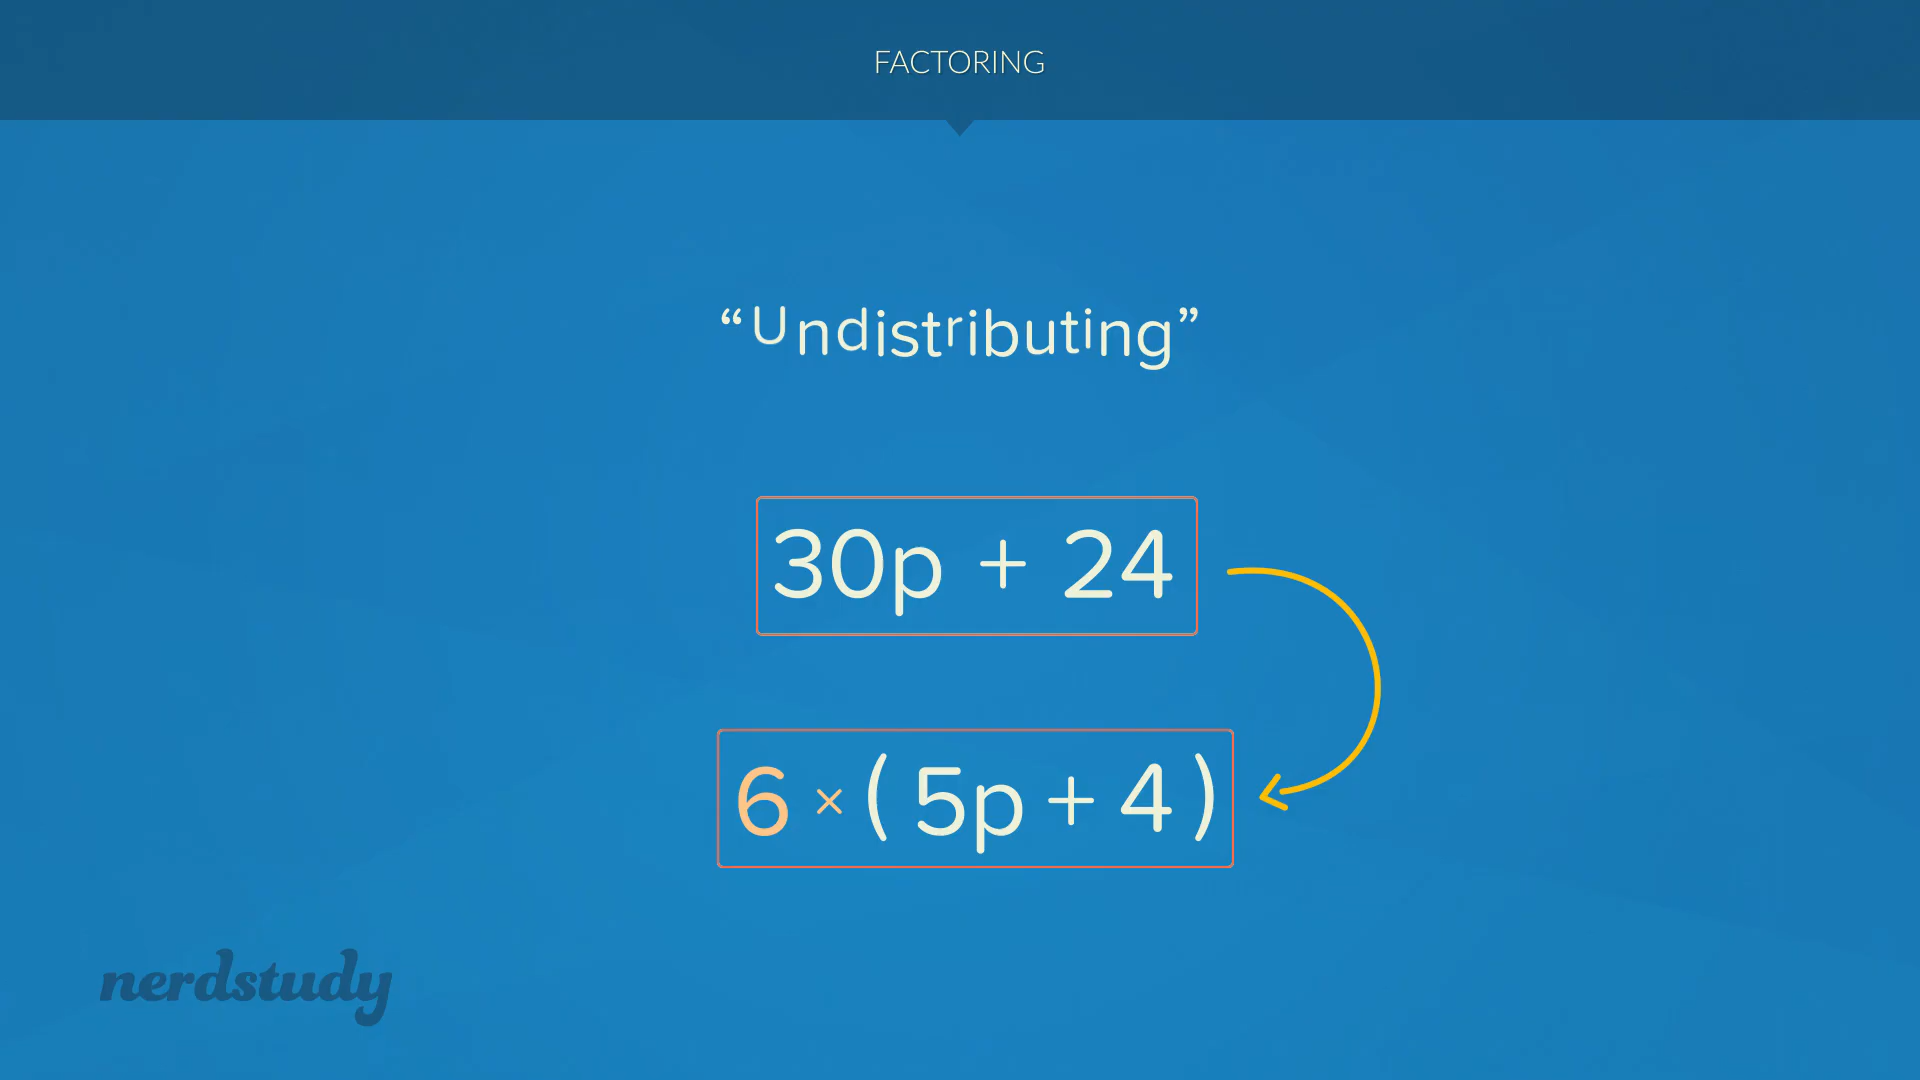 FACTORING
“Undistributing”
30p + 24
6 × ( 5p + 4 )
nerdstudy